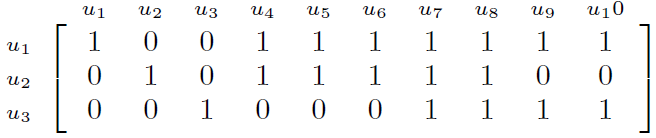 u₁ u₂ u₃ u₄ u₅ u₆ u₇ u₈ u₉ u₁0
u₁ [ 1 0 0 1 1 1 1 1 1 1 ]
u₂ [ 0 1 0 1 1 1 1 1 0 0 ]
u₃ [ 0 0 1 0 0 0 1 1 1 1 ]